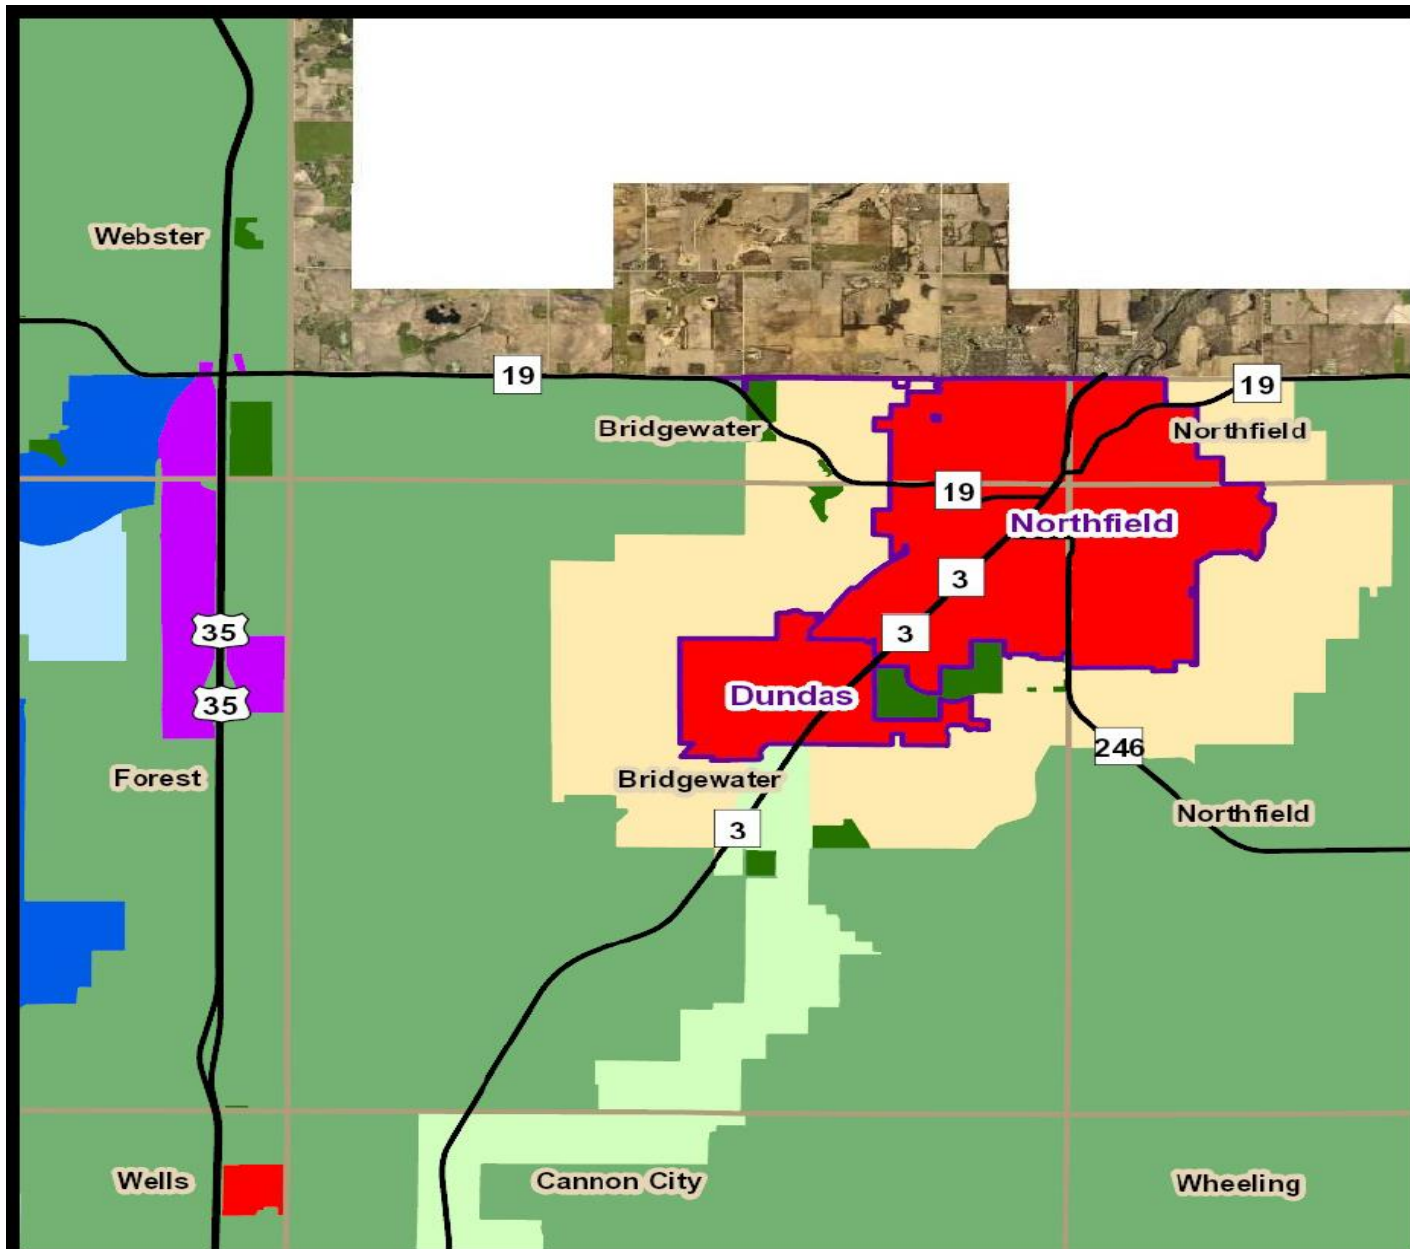 Webster
19
19
Bridgewater
Northfield
19
Northfield
3
35
3
Dundas
35
246
Forest
Bridgewater
Northfield
3
Wells
Cannon City
Wheeling